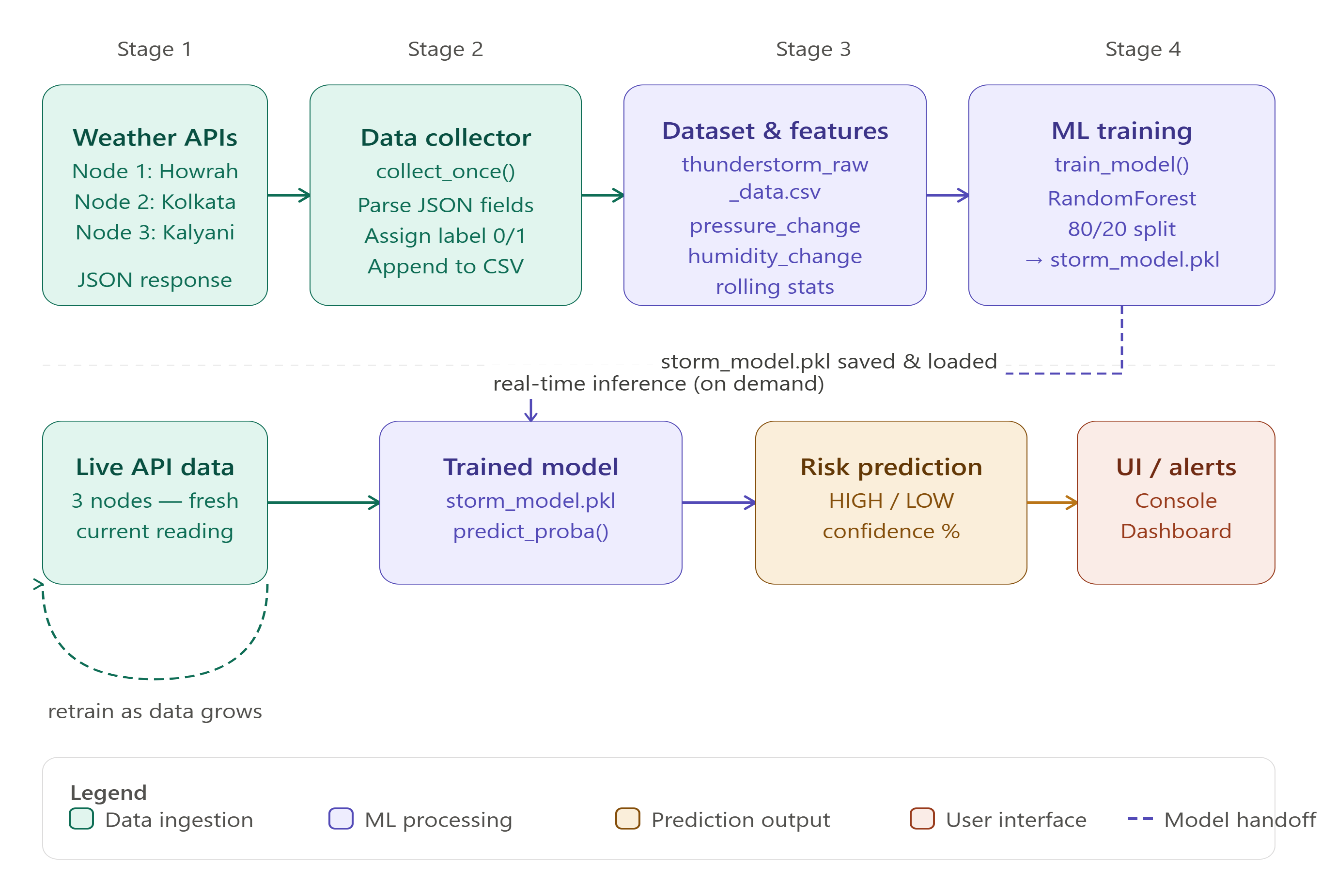 Stage 1
Stage 2
Stage 3
Stage 4
Weather APIs
Node 1: Howrah
Node 2: Kolkata
Node 3: Kalyani
JSON response
Data collector
collect_once()
Parse JSON fields
Assign label 0/1
Append to CSV
Dataset & features
thunderstorm_raw
_data.csv
pressure_change
humidity_change
rolling stats
ML training
train_model()
RandomForest
80/20 split
→ storm_model.pkl
storm_model.pkl saved & loaded
real-time inference (on demand)
Live API data
3 nodes — fresh
current reading
Trained model
storm_model.pkl
predict_proba()
Risk prediction
HIGH / LOW
confidence %
UI / alerts
Console
Dashboard
retrain as data grows
Legend
Data ingestion
ML processing
Prediction output
User interface
Model handoff